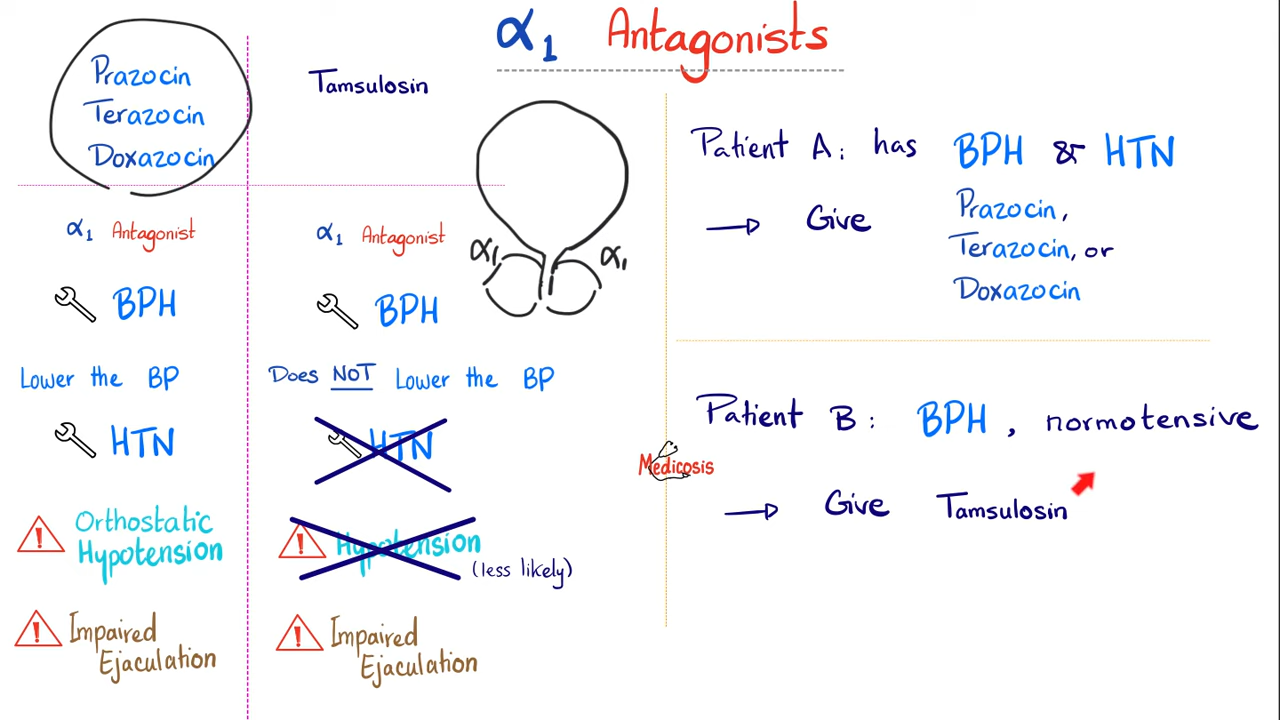 α1 Antagonists
Prazocin
Terazocin
Doxazocin
α1 Antagonist
BPH
Lower the BP
HTN
Orthostatic
Hypotension
Impaired
Ejaculation
Tamsulosin
α1 Antagonist
BPH
Does NOT Lower the BP
HTN
Hypotension
(less likely)
Impaired
Ejaculation
α1 α1
Patient A: has BPH & HTN
Give Prazocin,
Terazocin, or
Doxazocin
Patient B: BPH, normotensive
Give Tamsulosin
Medicosis